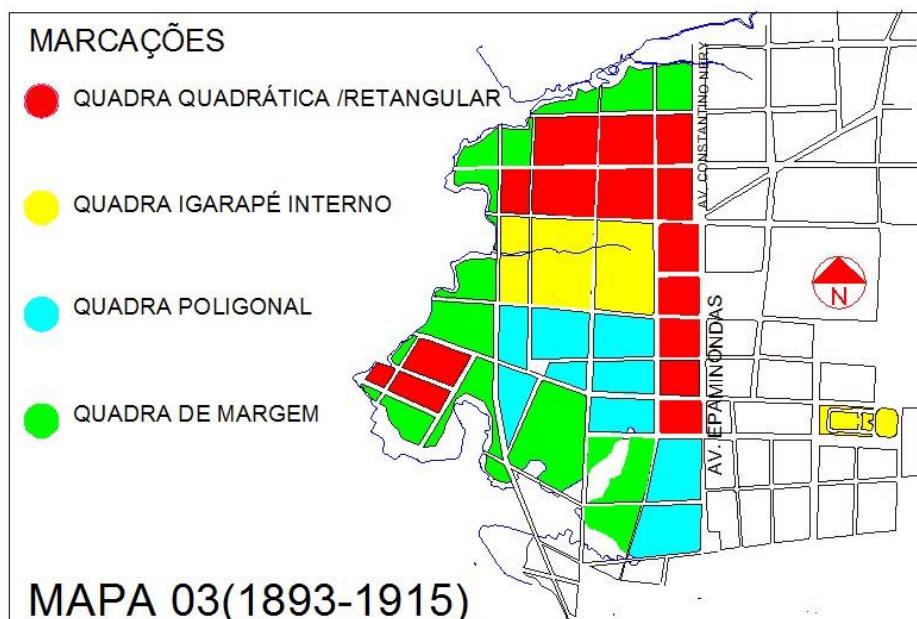 MARCAÇÕES
QUADRA QUADRÁTICA /RETANGULAR
QUADRA IGARAPÉ INTERNO
QUADRA POLIGONAL
QUADRA DE MARGEM
AV. CONSTANTINO NERY
N
AV. EPAMINONDAS
MAPA 03(1893-1915)